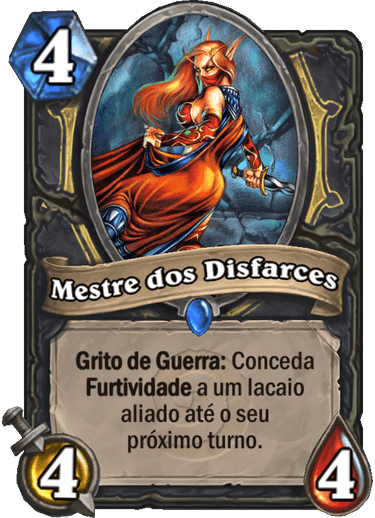 4
Mestre dos Disfarces
Grito de Guerra: Conceda
Furtividade a um lacaio
aliado até o seu
próximo turno.
4
4